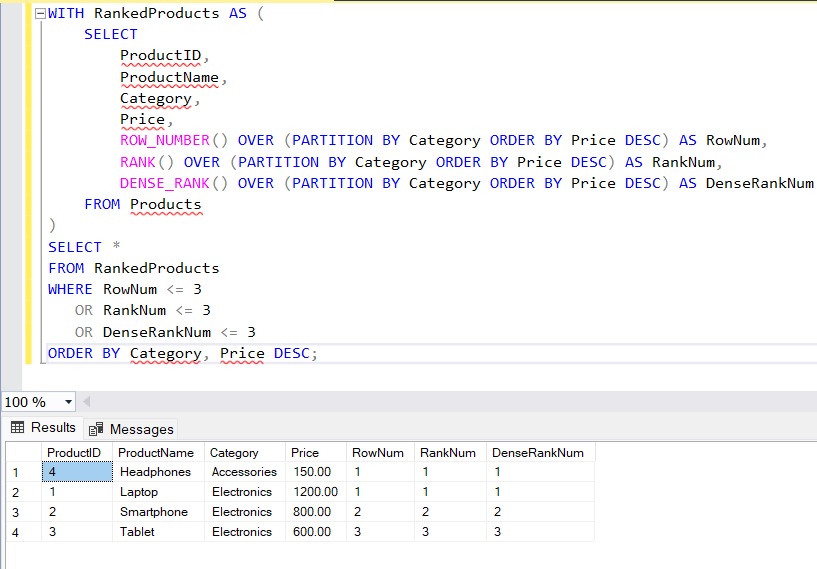 WITH RankedProducts AS (
SELECT
ProductID,
ProductName,
Category,
Price,
ROW_NUMBER() OVER (PARTITION BY Category ORDER BY Price DESC) AS RowNum,
RANK() OVER (PARTITION BY Category ORDER BY Price DESC) AS RankNum,
DENSE_RANK() OVER (PARTITION BY Category ORDER BY Price DESC) AS DenseRankNum
FROM Products
)
SELECT *
FROM RankedProducts
WHERE RowNum <= 3
OR RankNum <= 3
OR DenseRankNum <= 3
ORDER BY Category, Price DESC;
100 %
Results Messages
ProductID ProductName Category Price RowNum RankNum DenseRankNum
1 4 Headphones Accessories 150.00 1 1 1
2 1 Laptop Electronics 1200.00 1 1 1
3 2 Smartphone Electronics 800.00 2 2 2
4 3 Tablet Electronics 600.00 3 3 3